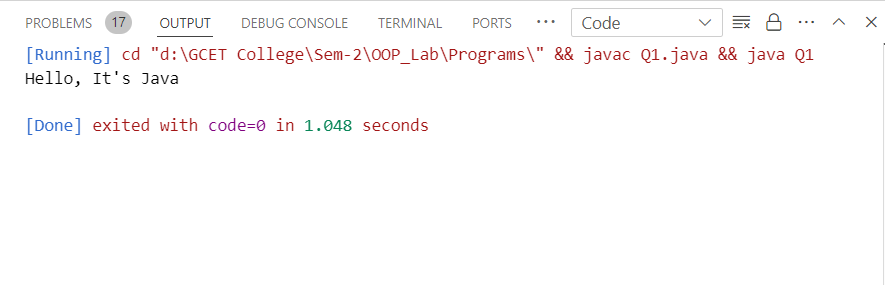 PROBLEMS 17 OUTPUT DEBUG CONSOLE TERMINAL PORTS ··· Code ···
[Running] cd "d:\GCET College\Sem-2\OOP_Lab\Programs\" && javac Q1.java && java Q1
Hello, It's Java
[Done] exited with code=0 in 1.048 seconds